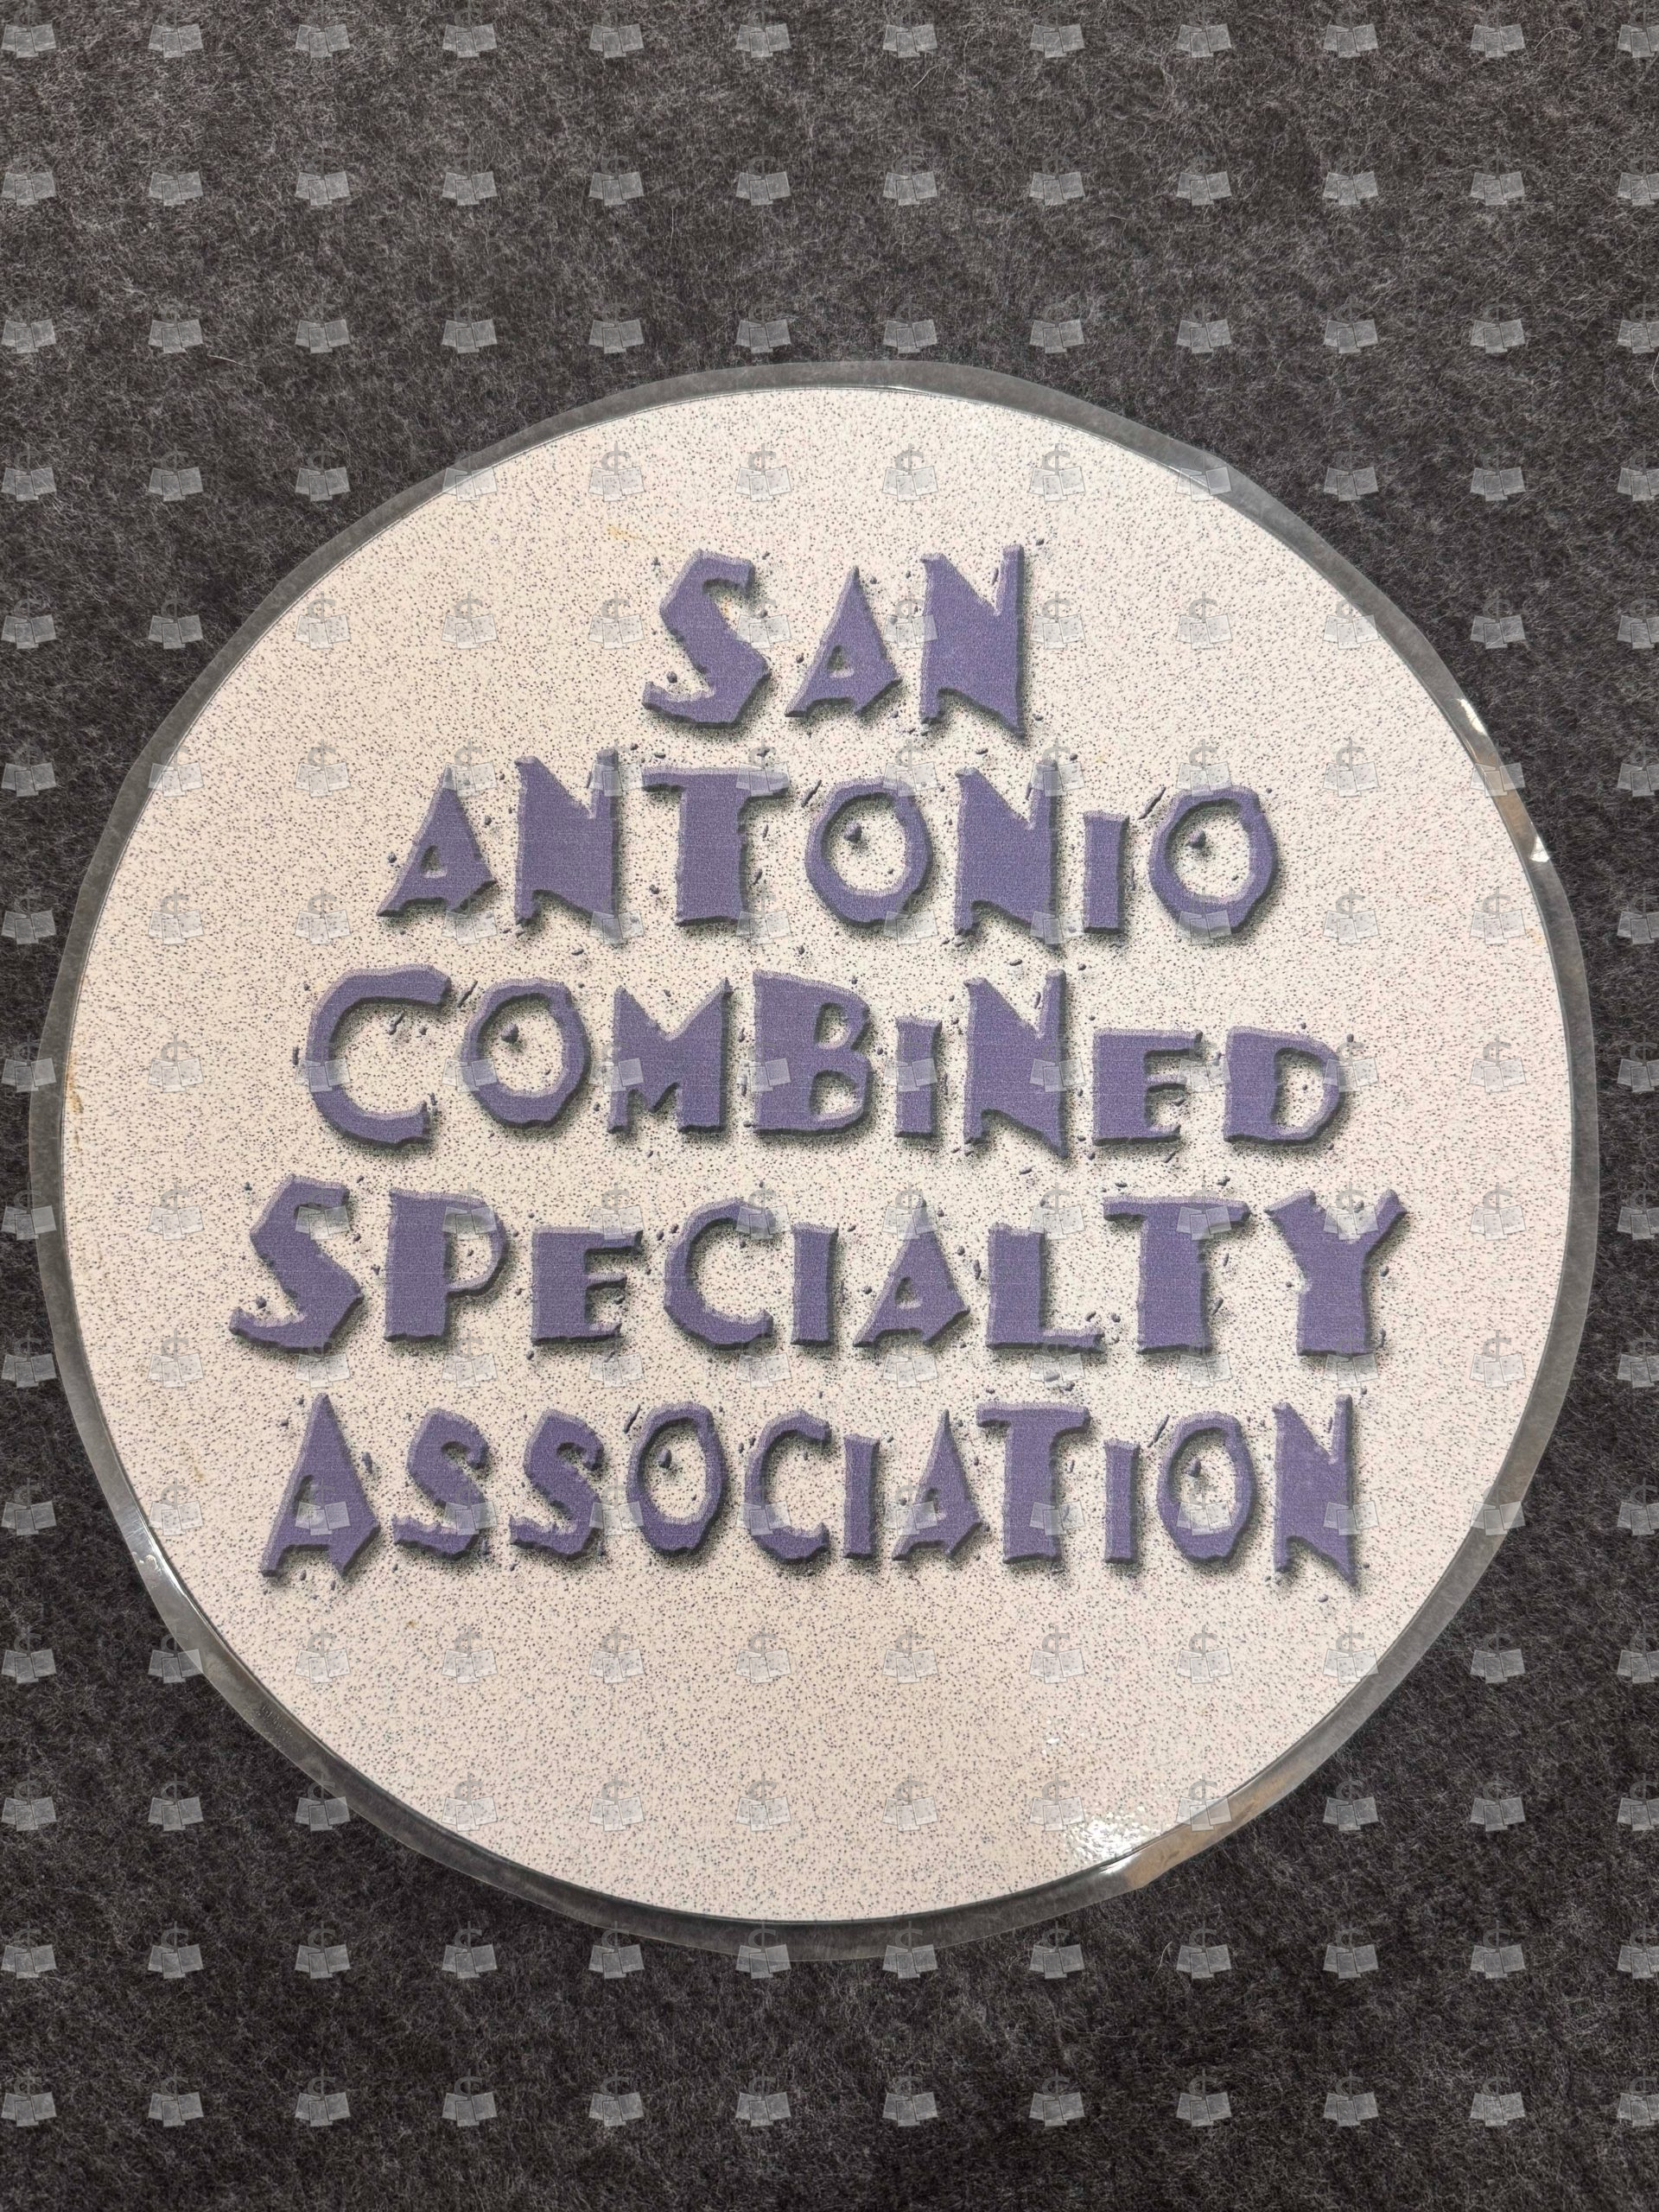 SAN
ANTONIO
COMBINED
SPECIALTY
ASSOCIATION